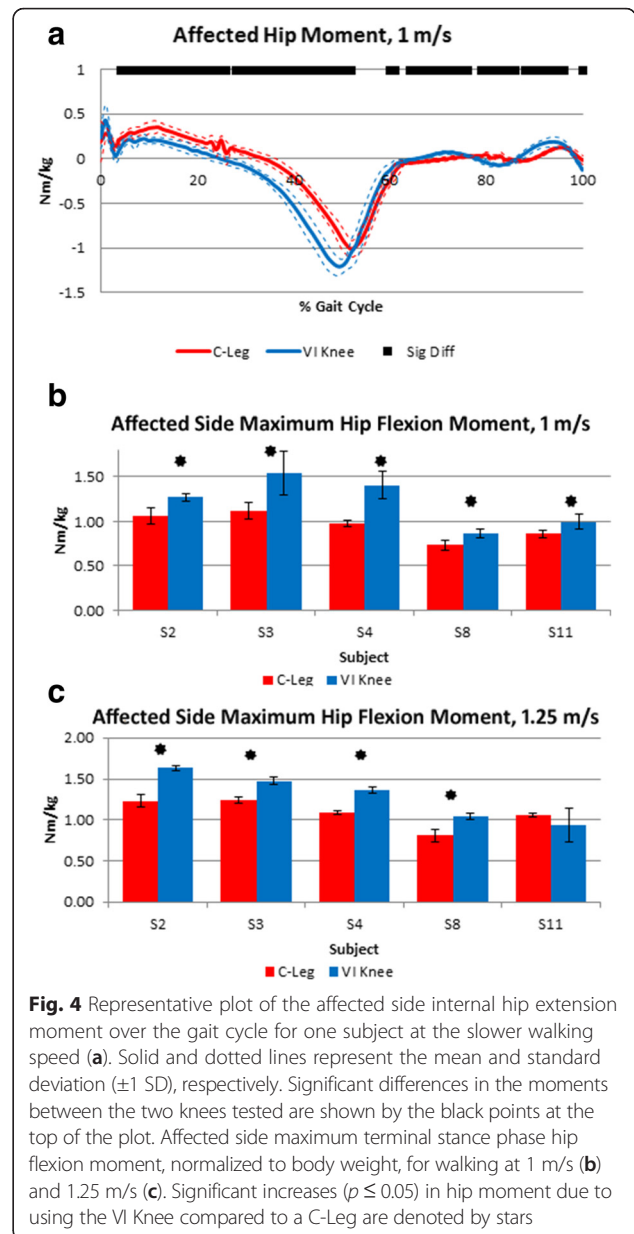 a
Affected Hip Moment, 1 m/s
1
0.5
0
-0.5
-1
-1.5
Nm/kg
0 20 40 60 80 100
% Gait Cycle
C-Leg VI Knee Sig Diff
b
Affected Side Maximum Hip Flexion Moment, 1 m/s
1.50
1.00
0.50
0.00
Nm/kg
S2 S3 S4 S8 S11
Subject
C-Leg VI Knee
c
Affected Side Maximum Hip Flexion Moment, 1.25 m/s
2.00
1.50
1.00
0.50
0.00
Nm/kg
S2 S3 S4 S8 S11
Subject
C-Leg VI Knee
Fig. 4 Representative plot of the affected side internal hip extension
moment over the gait cycle for one subject at the slower walking
speed (a). Solid and dotted lines represent the mean and standard
deviation (±1 SD), respectively. Significant differences in the moments
between the two knees tested are shown by the black points at the
top of the plot. Affected side maximum terminal stance phase hip
flexion moment, normalized to body weight, for walking at 1 m/s (b)
and 1.25 m/s (c). Significant increases (p ≤ 0.05) in hip moment due to
using the VI Knee compared to a C-Leg are denoted by stars